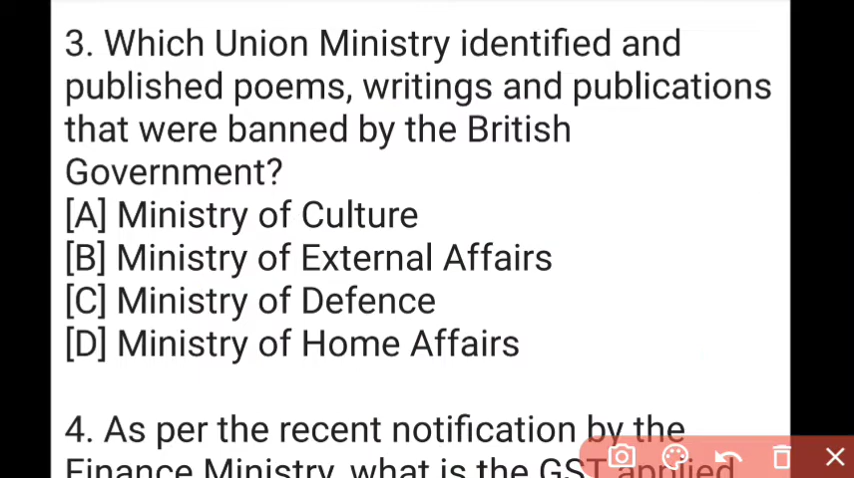 3. Which Union Ministry identified and
published poems, writings and publications
that were banned by the British
Government?
[A] Ministry of Culture
[B] Ministry of External Affairs
[C] Ministry of Defence
[D] Ministry of Home Affairs
4. As per the recent notification by the
Finance Ministry, what is the GST applied